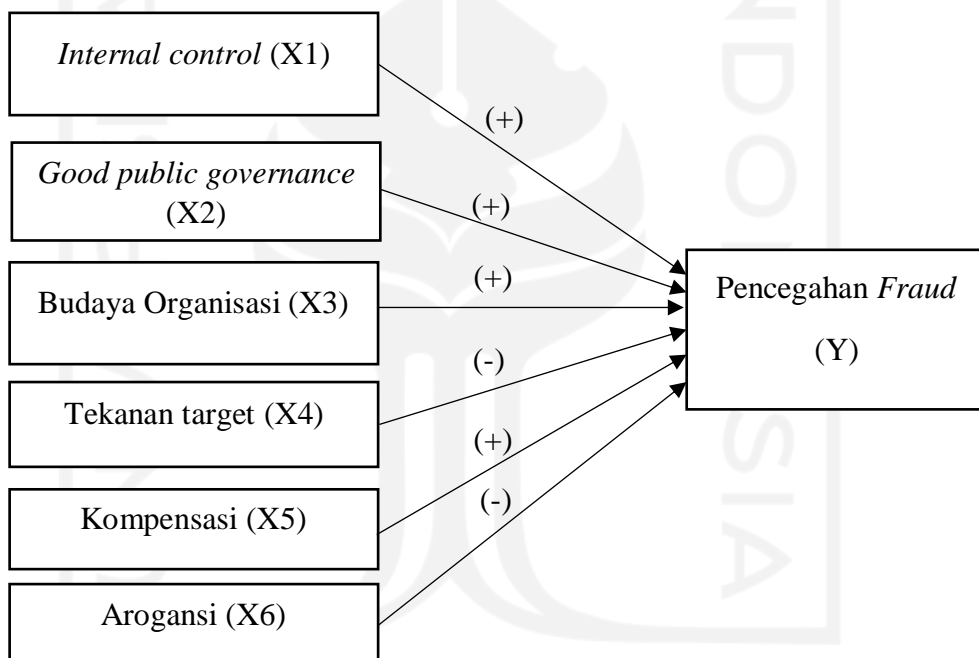 Internal control (X1)
(+)
Good public governance
(X2)
(+)
Budaya Organisasi (X3)
(+)
Pencegahan Fraud
(Y)
Tekanan target (X4)
(-)
Kompensasi (X5)
(+)
Arogansi (X6)
(-)